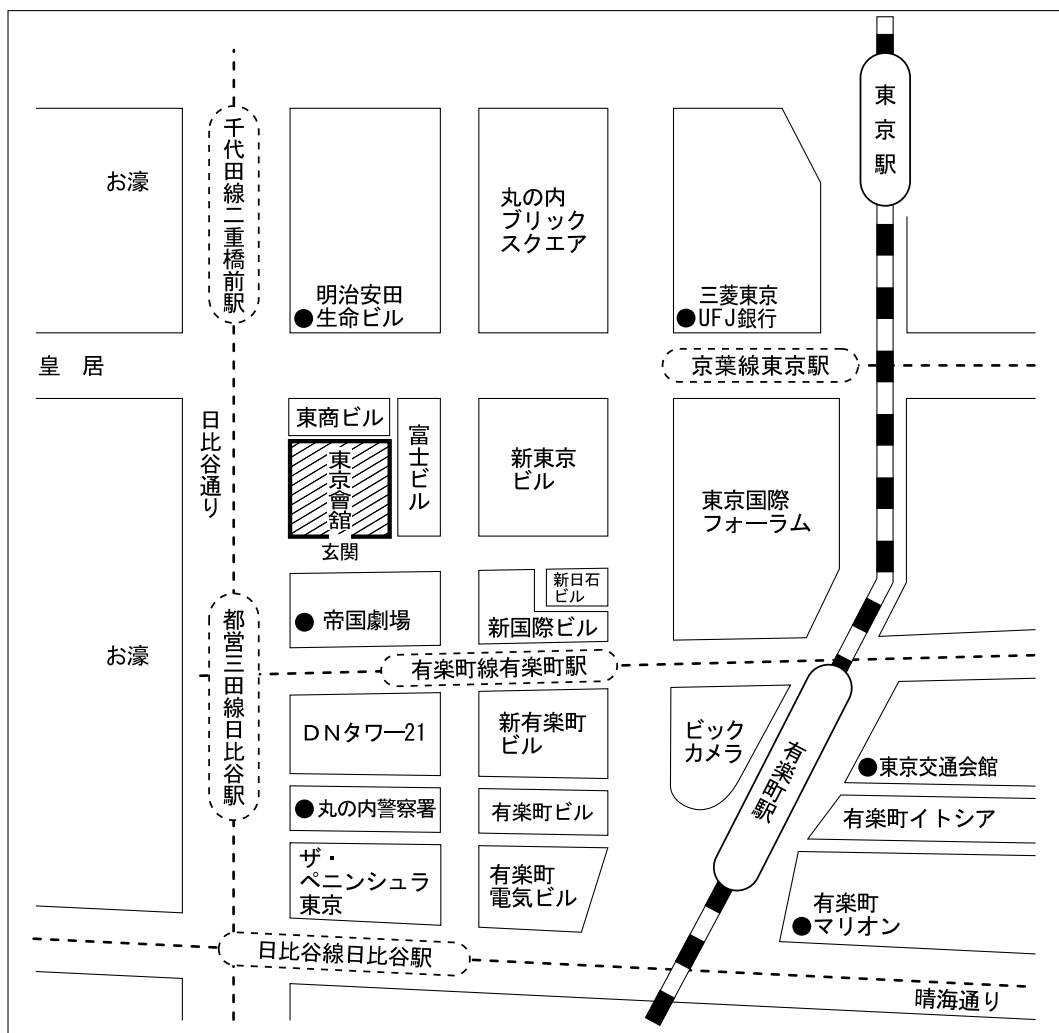 東京駅
千代田線二重橋前駅
お濠
丸の内
ブリック
スクエア
明治安田
生命ビル
三菱東京
UFJ銀行
皇 居
京葉線東京駅
日比谷通り
東商ビル
富士ビル
東京會舘
玄関
新東京
ビル
東京国際
フォーラム
新日石
ビル
帝国劇場
新国際ビル
お濠
都営三田線日比谷駅
有楽町線有楽町駅
DNタワー21
新有楽町
ビル
ビック
カメラ
有楽町駅
東京交通会館
丸の内警察署
有楽町ビル
有楽町イトシア
ザ・
ペニンシュラ
東京
有楽町
電気ビル
有楽町
マリオン
日比谷線日比谷駅
晴海通り